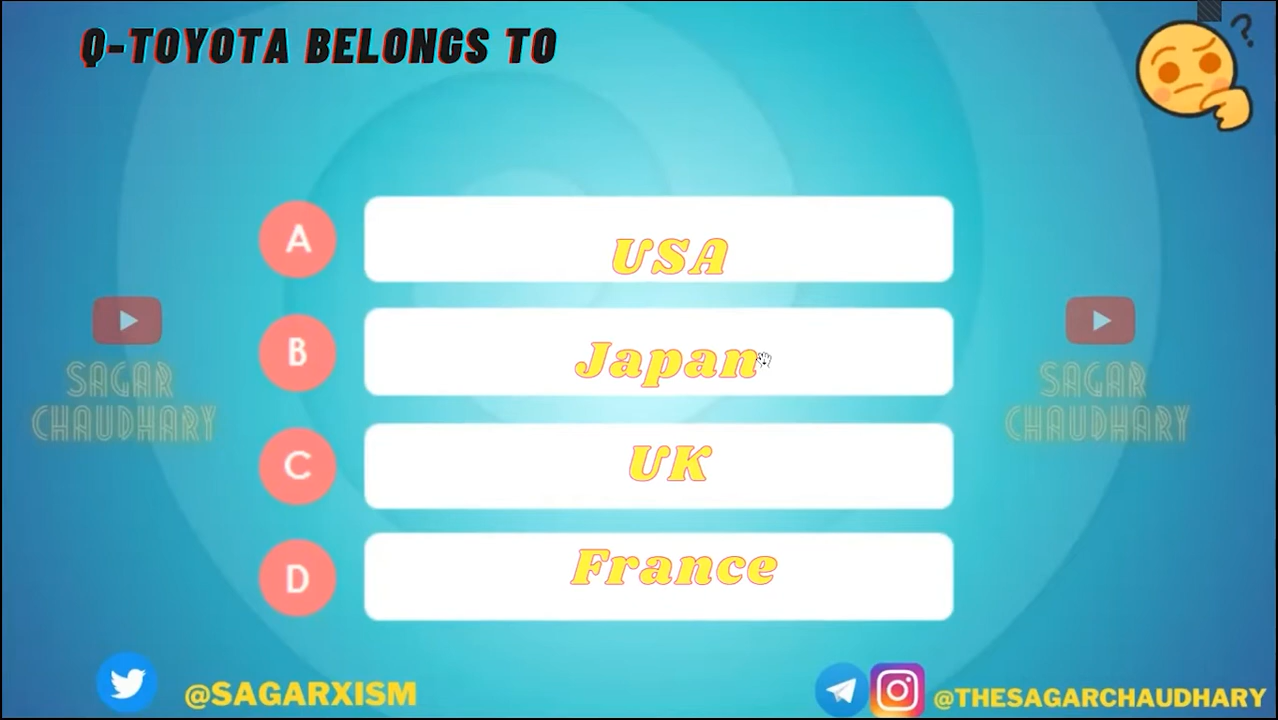 Q-TOYOTA BELONGS TO
?
A
USA
B
Japan
C
UK
D
France
SAGAR
CHAUDHARY
SAGAR
CHAUDHARY
@SAGARXISM
@THESAGARCHAUDHARY